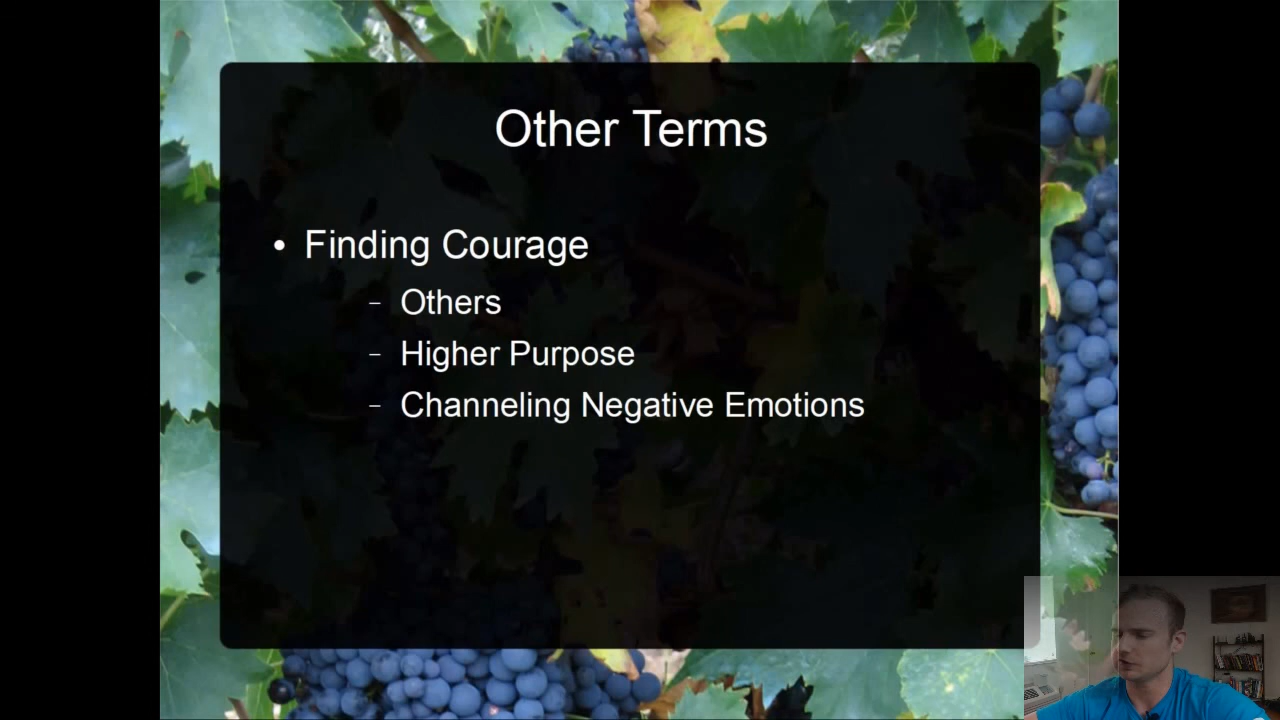 Other Terms
• Finding Courage
– Others
– Higher Purpose
– Channeling Negative Emotions